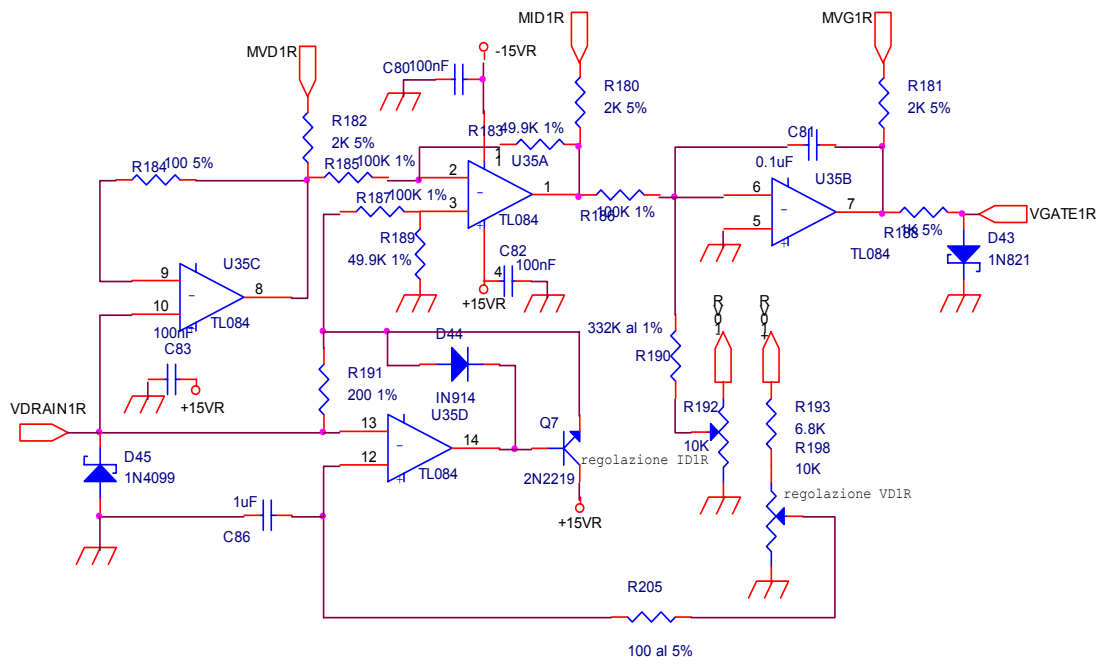 MVD1R
MID1R
MVG1R
-15VR
C80
100nF
R182
2K 5%
R183
49.9K 1%
R180
2K 5%
R181
2K 5%
C81
0.1uF
R184
100 5%
R185
100K 1%
R187
100K 1%
R189
49.9K 1%
2
3
1
1
4
U35A
TL084
R186
100K 1%
6
5
7
U35B
TL084
R188
1K 5%
VGATE1R
D43
1N821
U35C
9
10
8
TL084
100nF
C83
+15VR
C82
100nF
+15VR
332K al 1%
R190
VDRAIN1R
D45
1N4099
R191
200 1%
D44
IN914
U35D
13
12
14
TL084
Q7
2N2219
+15VR
regolazione ID1R
R192
10K
R193
6.8K
R198
10K
regolazione VD1R
1uF
C86
R205
100 al 5%